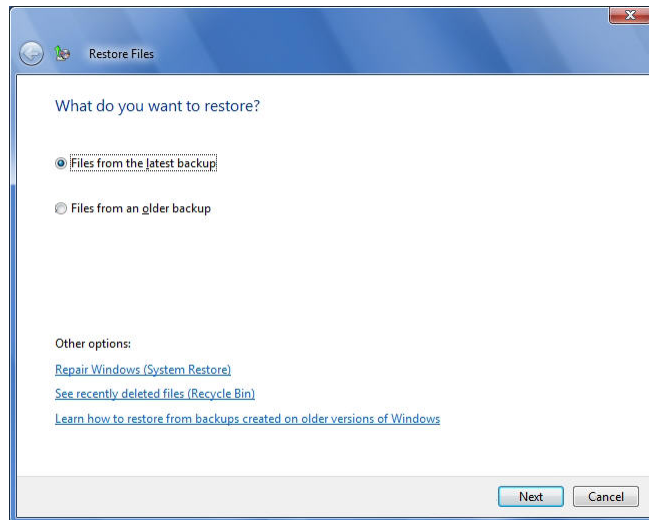 Restore Files
What do you want to restore?
Files from the latest backup
Files from an older backup
Other options:
Repair Windows (System Restore)
See recently deleted files (Recycle Bin)
Learn how to restore from backups created on older versions of Windows
Next Cancel